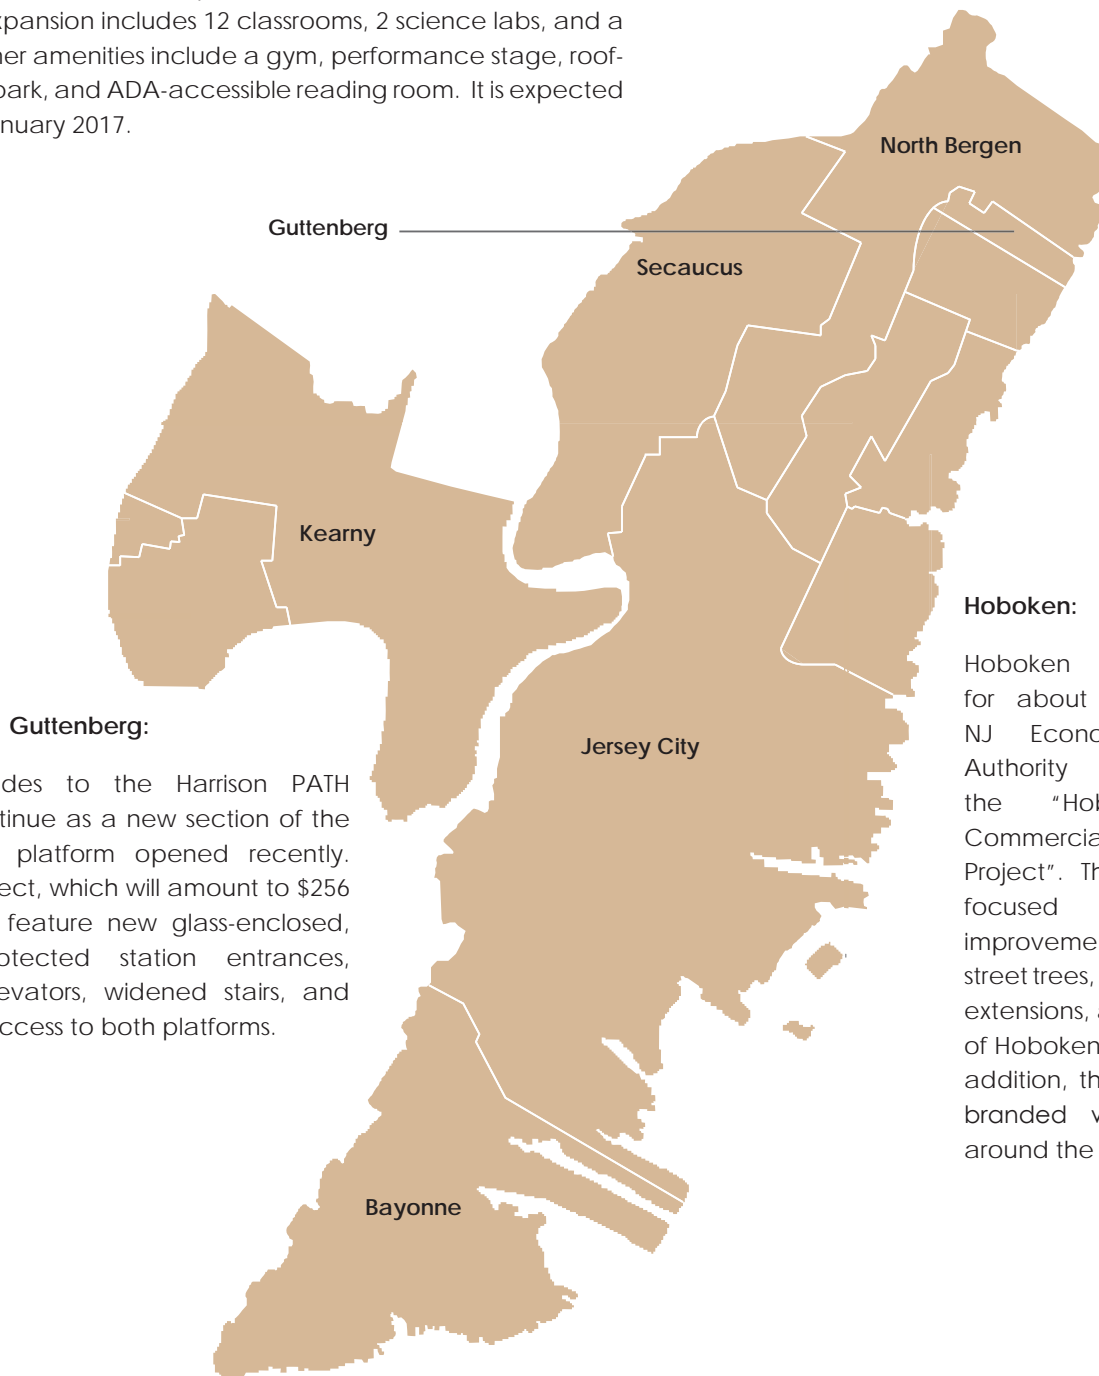 xpansion includes 12 classrooms, 2 science labs, and a
her amenities include a gym, performance stage, roof-
park, and ADA-accessible reading room. It is expected
nuary 2017.
North Bergen
Guttenberg
Secaucus
Kearny
Jersey City
Bayonne
Guttenberg:
des to the Harrison PATH
tinue as a new section of the
platform opened recently.
ect, which will amount to $256
feature new glass-enclosed,
otected station entrances,
evators, widened stairs, and
ccess to both platforms.
Hoboken:
Hoboken
for about
NJ Econo
Authority
the “Hob
Commercia
Project”. Th
focused
improveme
street trees,
extensions, a
of Hoboken
addition, th
branded v
around the